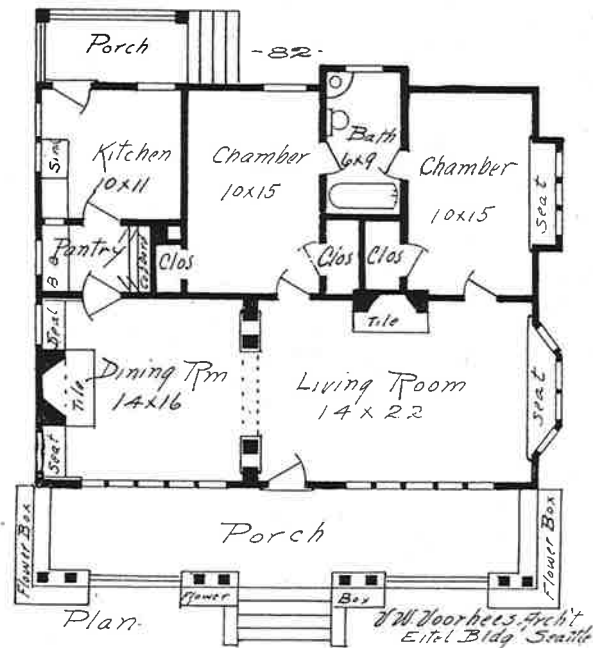 Porch
-82-
Kitchen
10x11
Chamber
10x15
Bath
6x9
Chamber
10x15
Seat
Pantry
Clos
Clos
Clos
Tile
Seat
Dining Rm
14x16
Tile
Living Room
14 x 22
Seat
Seat
Porch
Flower Box
Flower
Box
Flower Box
Plan.
V.W. Voorhees, Arch't
Eitel Bldg' Seattle